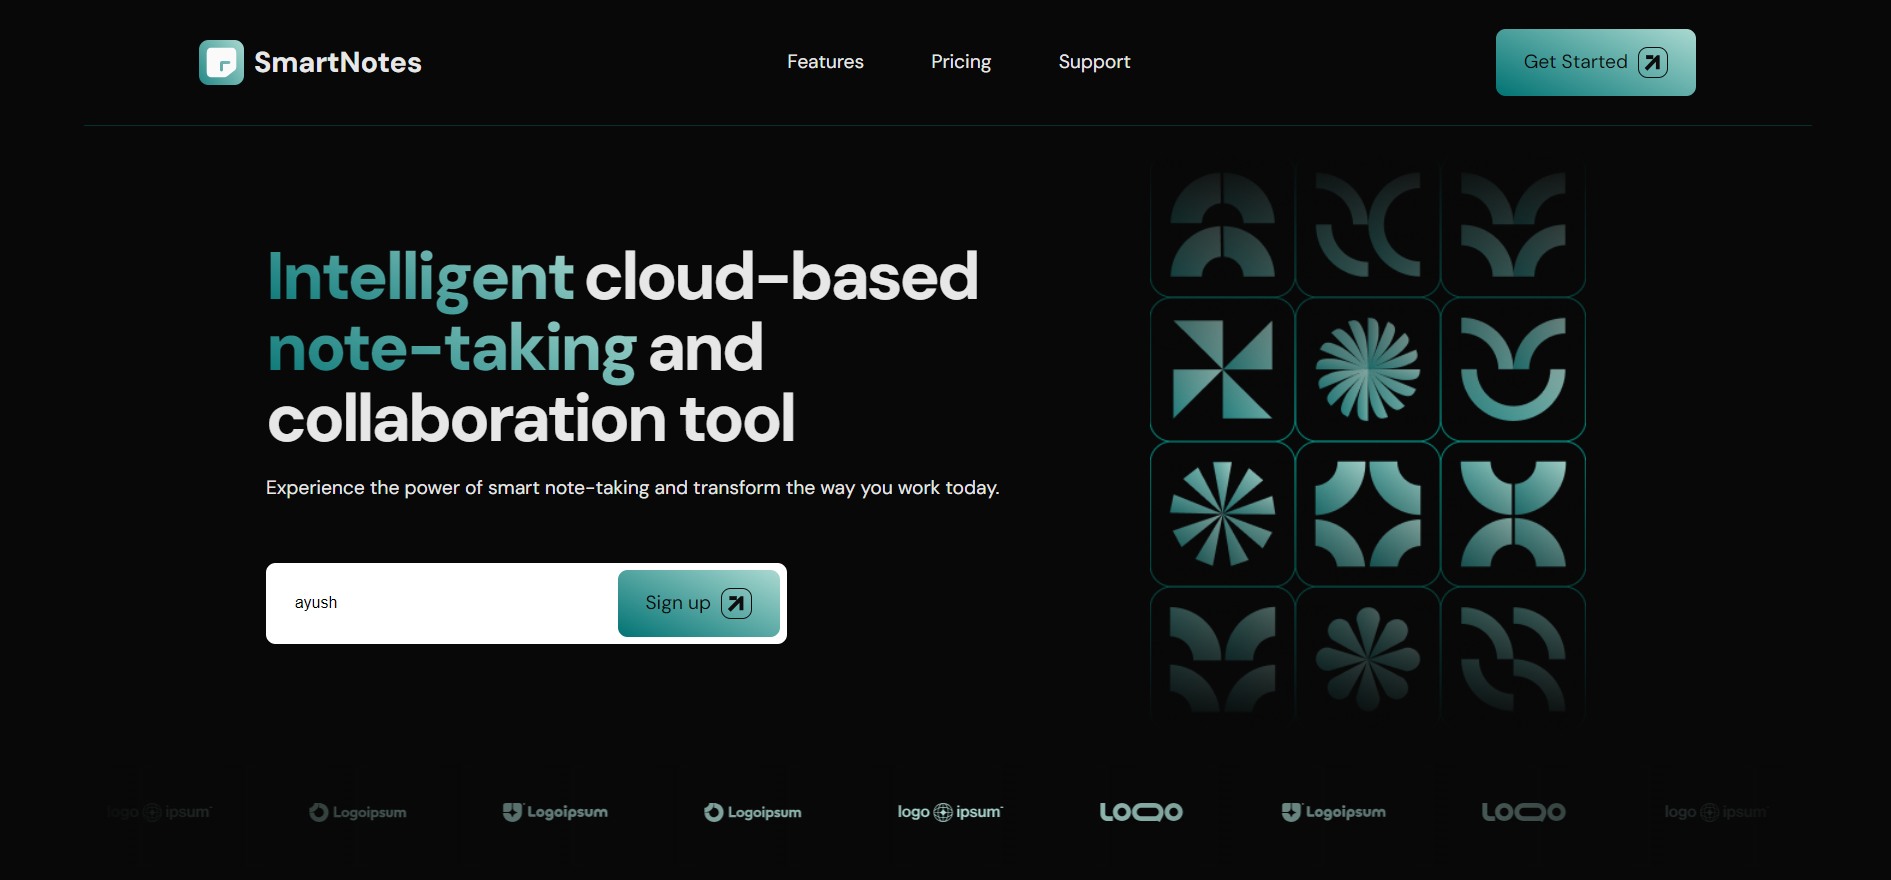 SmartNotes
Features
Pricing
Support
Get Started
Intelligent cloud-based
note-taking and
collaboration tool
Experience the power of smart note-taking and transform the way you work today.
ayush
Sign up
logo ipsum
Logoipsum
Logoipsum
Logoipsum
logo ipsum
LOQO
Logoipsum
LOQO
logo ipsum